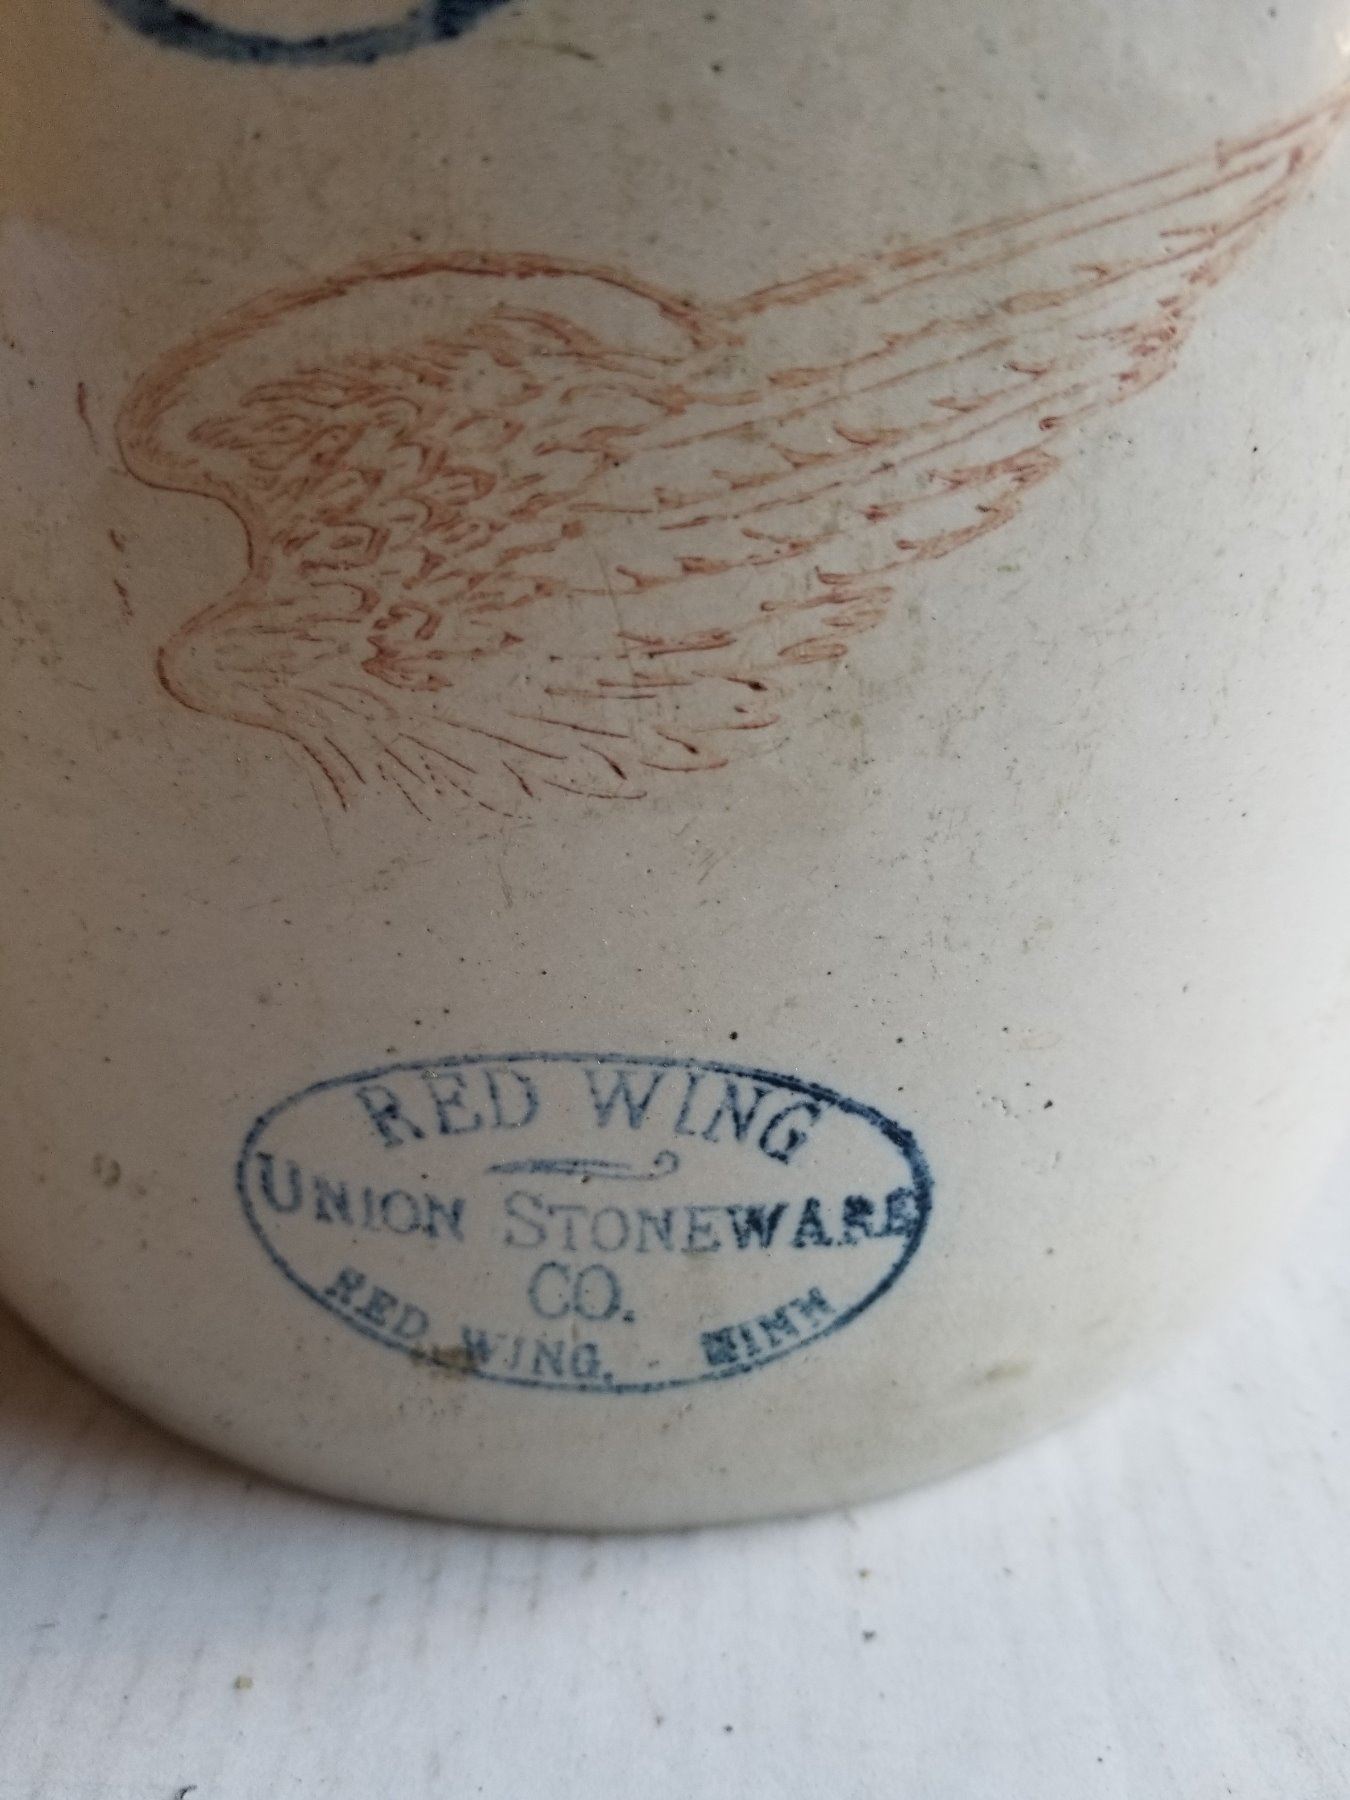 RED WING
UNION STONEWARE
CO.
RED WING. MINN